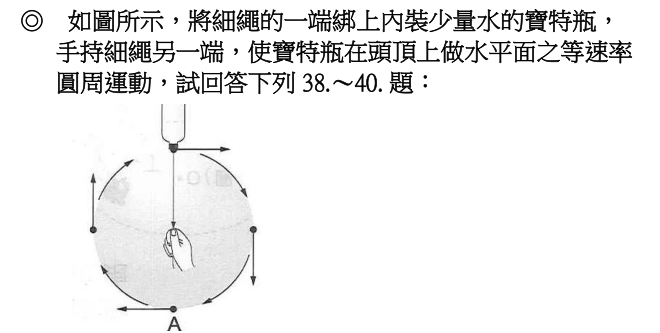 ◎ 如圖所示，將細繩的一端綁上內裝少量水的寶特瓶，
手持細繩另一端，使寶特瓶在頭頂上做水平面之等速率
圓周運動，試回答下列 38.～40. 題：
A